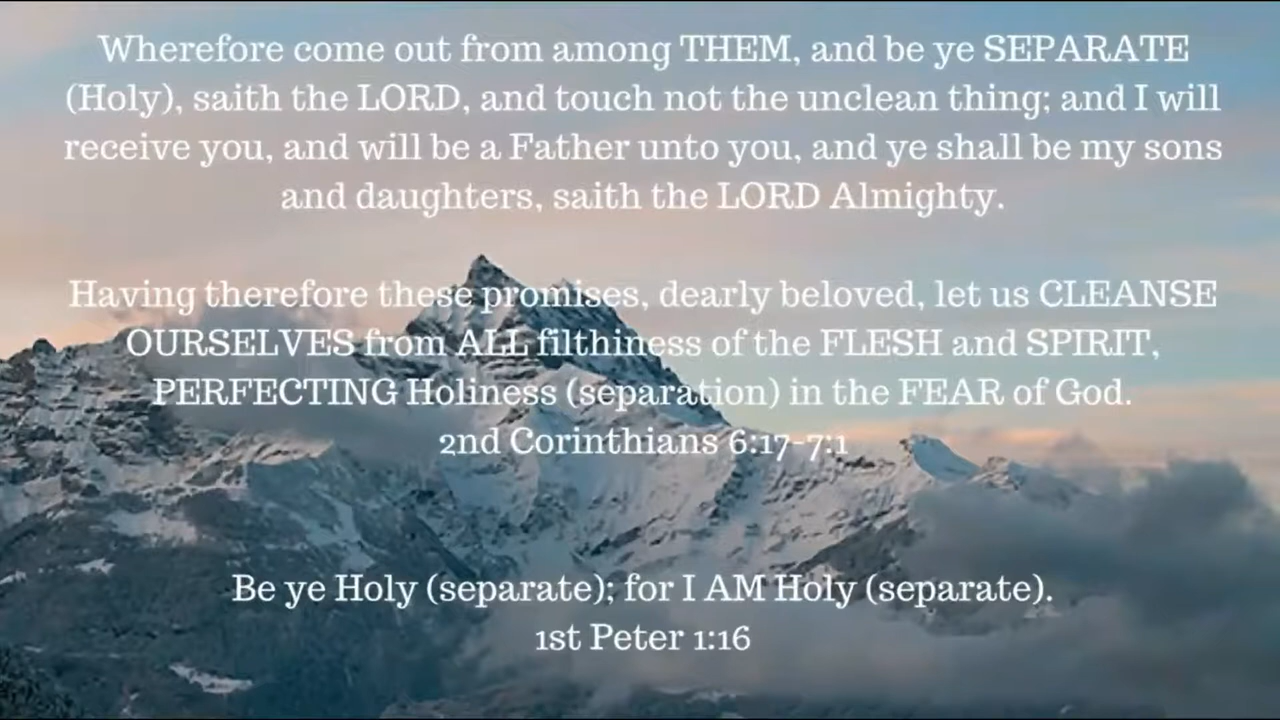 Wherefore come out from among THEM, and be ye SEPARATE
(Holy), saith the LORD, and touch not the unclean thing; and I will
receive you, and will be a Father unto you, and ye shall be my sons
and daughters, saith the LORD Almighty.
Having therefore these promises, dearly beloved, let us CLEANSE
OURSELVES from ALL filthiness of the FLESH and SPIRIT,
PERFECTING Holiness (separation) in the FEAR of God.
2nd Corinthians 6:17-7:1
Be ye Holy (separate); for I AM Holy (separate).
1st Peter 1:16